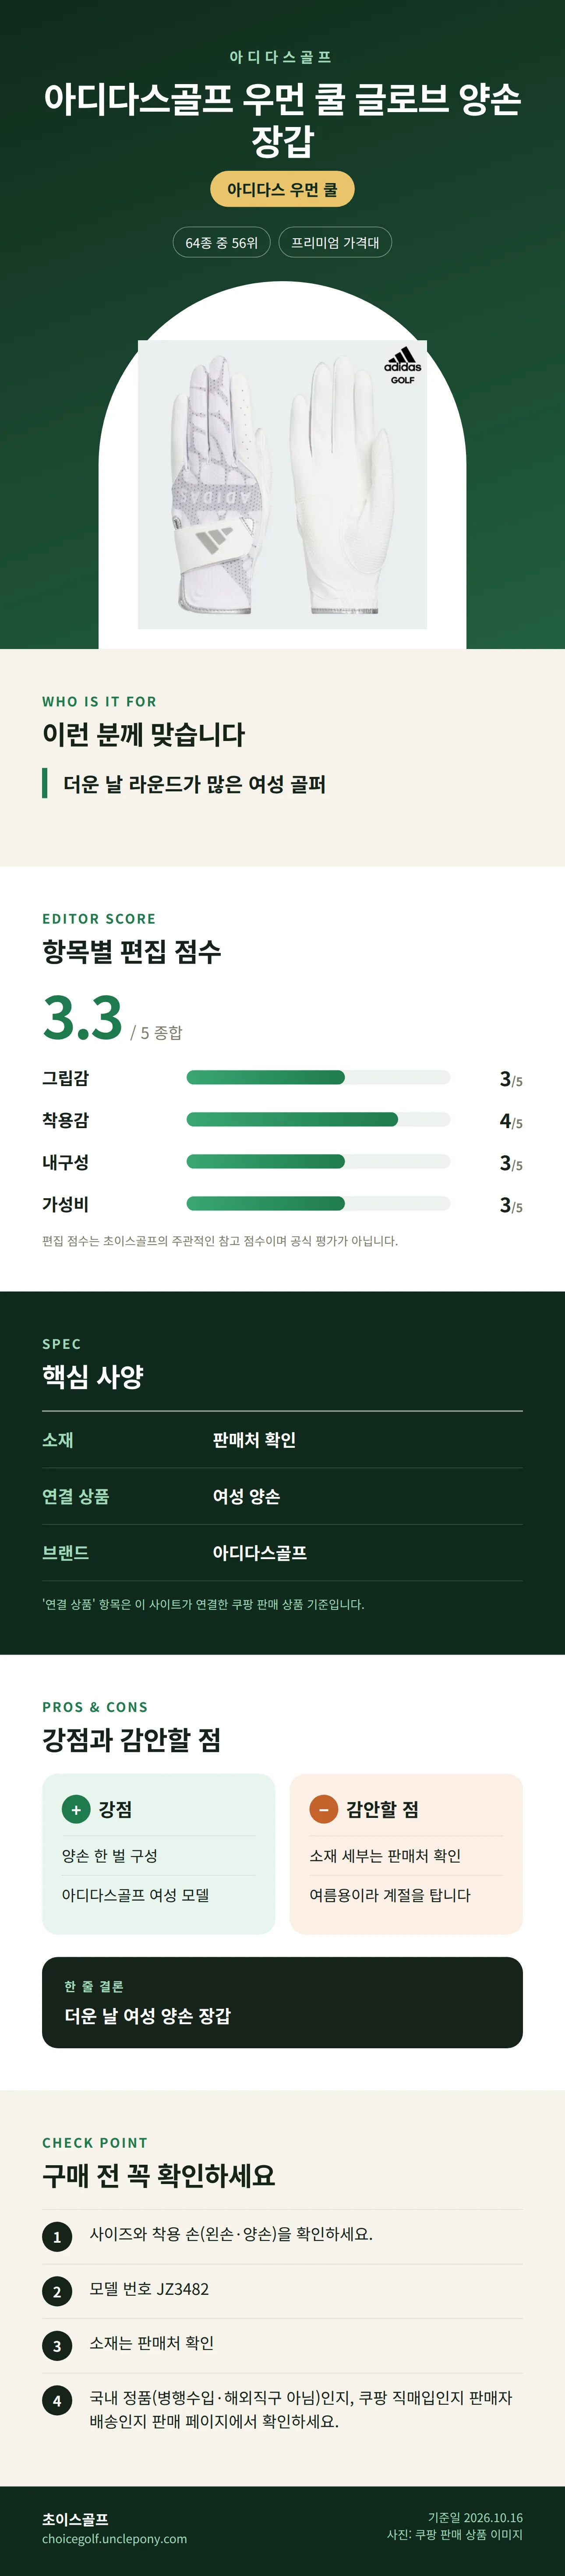 아디다스골프
아디다스골프 우먼 쿨 글로브 양손
장갑
아디다스 우먼 쿨
64종 중 56위
프리미엄 가격대
adidas
GOLF
ADIDAS
WHO IS IT FOR
이런 분께 맞습니다
더운 날 라운드가 많은 여성 골퍼
EDITOR SCORE
항목별 편집 점수
3.3 / 5 종합
그립감 3/5
착용감 4/5
내구성 3/5
가성비 3/5
편집 점수는 초이스골프의 주관적인 참고 점수이며 공식 평가가 아닙니다.
SPEC
핵심 사양
소재 판매처 확인
연결 상품 여성 양손
브랜드 아디다스골프
'연결 상품' 항목은 이 사이트가 연결한 쿠팡 판매 상품 기준입니다.
PROS & CONS
강점과 감안할 점
+ 강점
양손 한 벌 구성
아디다스골프 여성 모델
− 감안할 점
소재 세부는 판매처 확인
여름용이라 계절을 탑니다
한 줄 결론
더운 날 여성 양손 장갑
CHECK POINT
구매 전 꼭 확인하세요
1 사이즈와 착용 손(왼손·양손)을 확인하세요.
2 모델 번호 JZ3482
3 소재는 판매처 확인
4 국내 정품(병행수입·해외직구 아님)인지, 쿠팡 직매입인지 판매자
배송인지 판매 페이지에서 확인하세요.
초이스골프
choicegolf.unclepony.com
기준일 2026.10.16
사진: 쿠팡 판매 상품 이미지